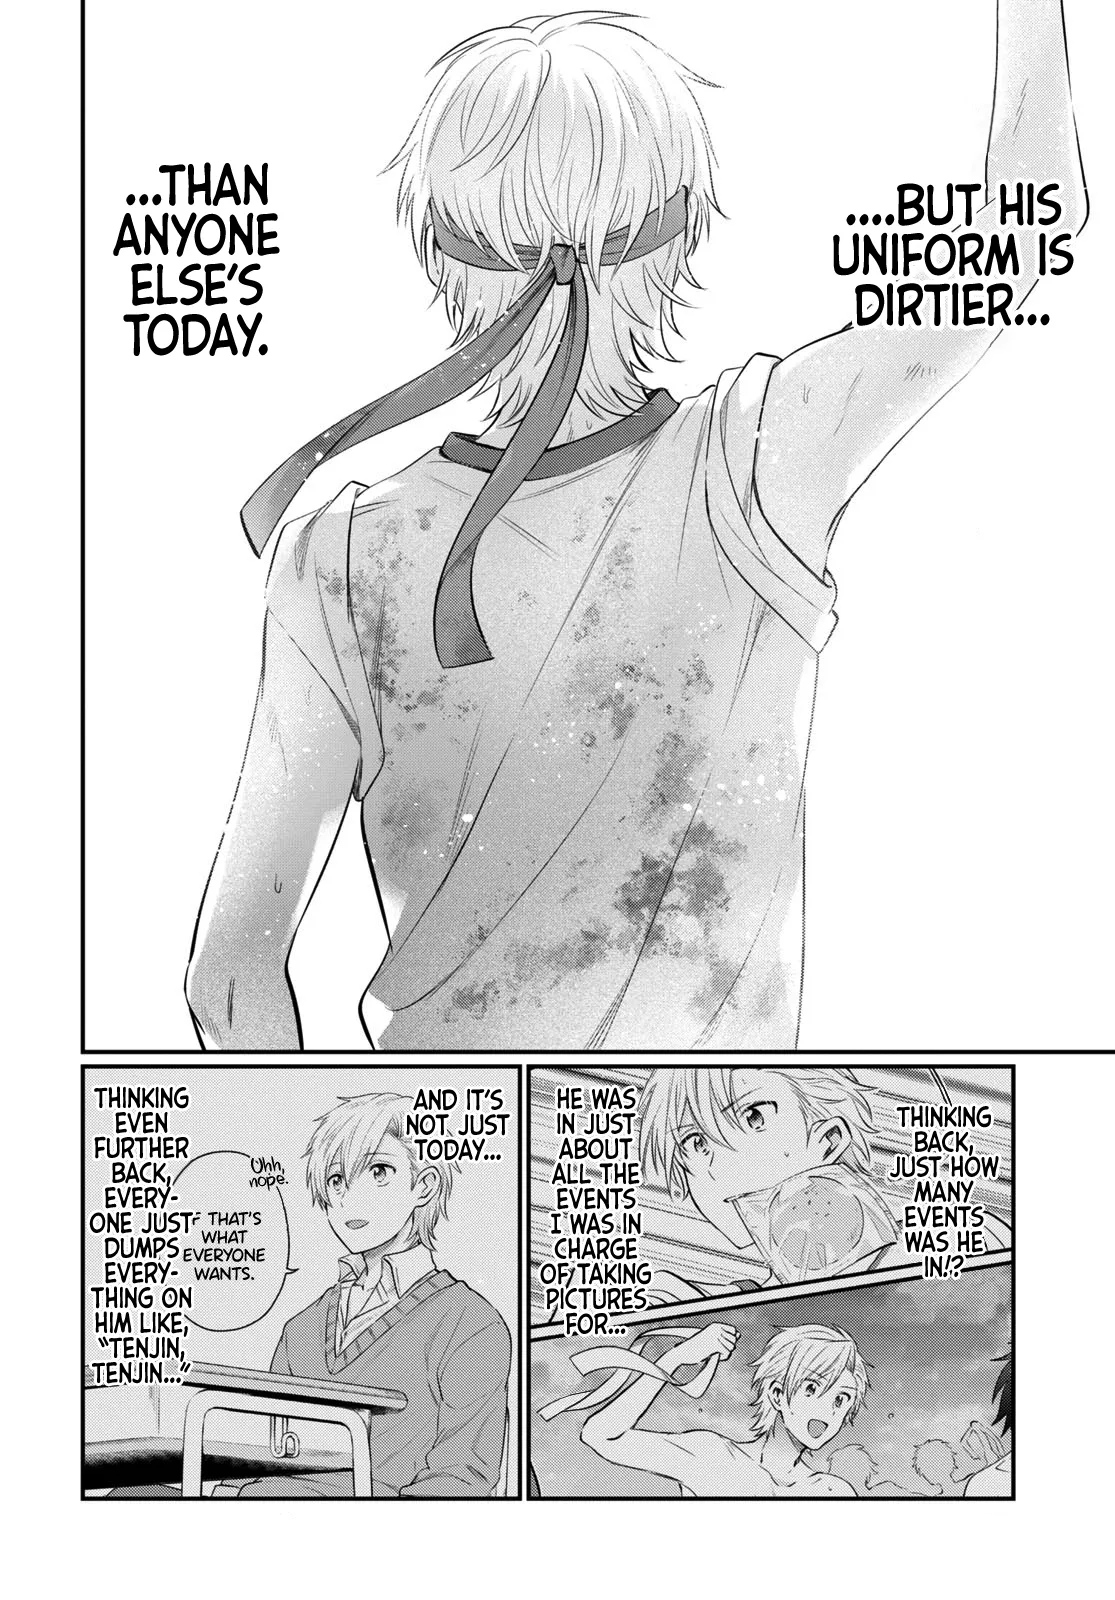 ....BUT HIS
UNIFORM IS
DIRTIER...
...THAN
ANYONE
ELSE'S
TODAY.
THINKING
BACK,
JUST HOW
MANY
EVENTS
WAS HE
IN!?
HE WAS
IN JUST
ABOUT
ALL THE
EVENTS
I WAS IN
CHARGE
OF TAKING
PICTURES
FOR...
AND IT'S
NOT JUST
TODAY...
Uhh,
nope.
F THAT'S
WHAT
EVERYONE
WANTS.
THINKING
EVEN
FURTHER
BACK,
EVERY-
ONE JUST
DUMPS
EVERY-
THING ON
HIM LIKE,
"TENJIN,
TENJIN..."